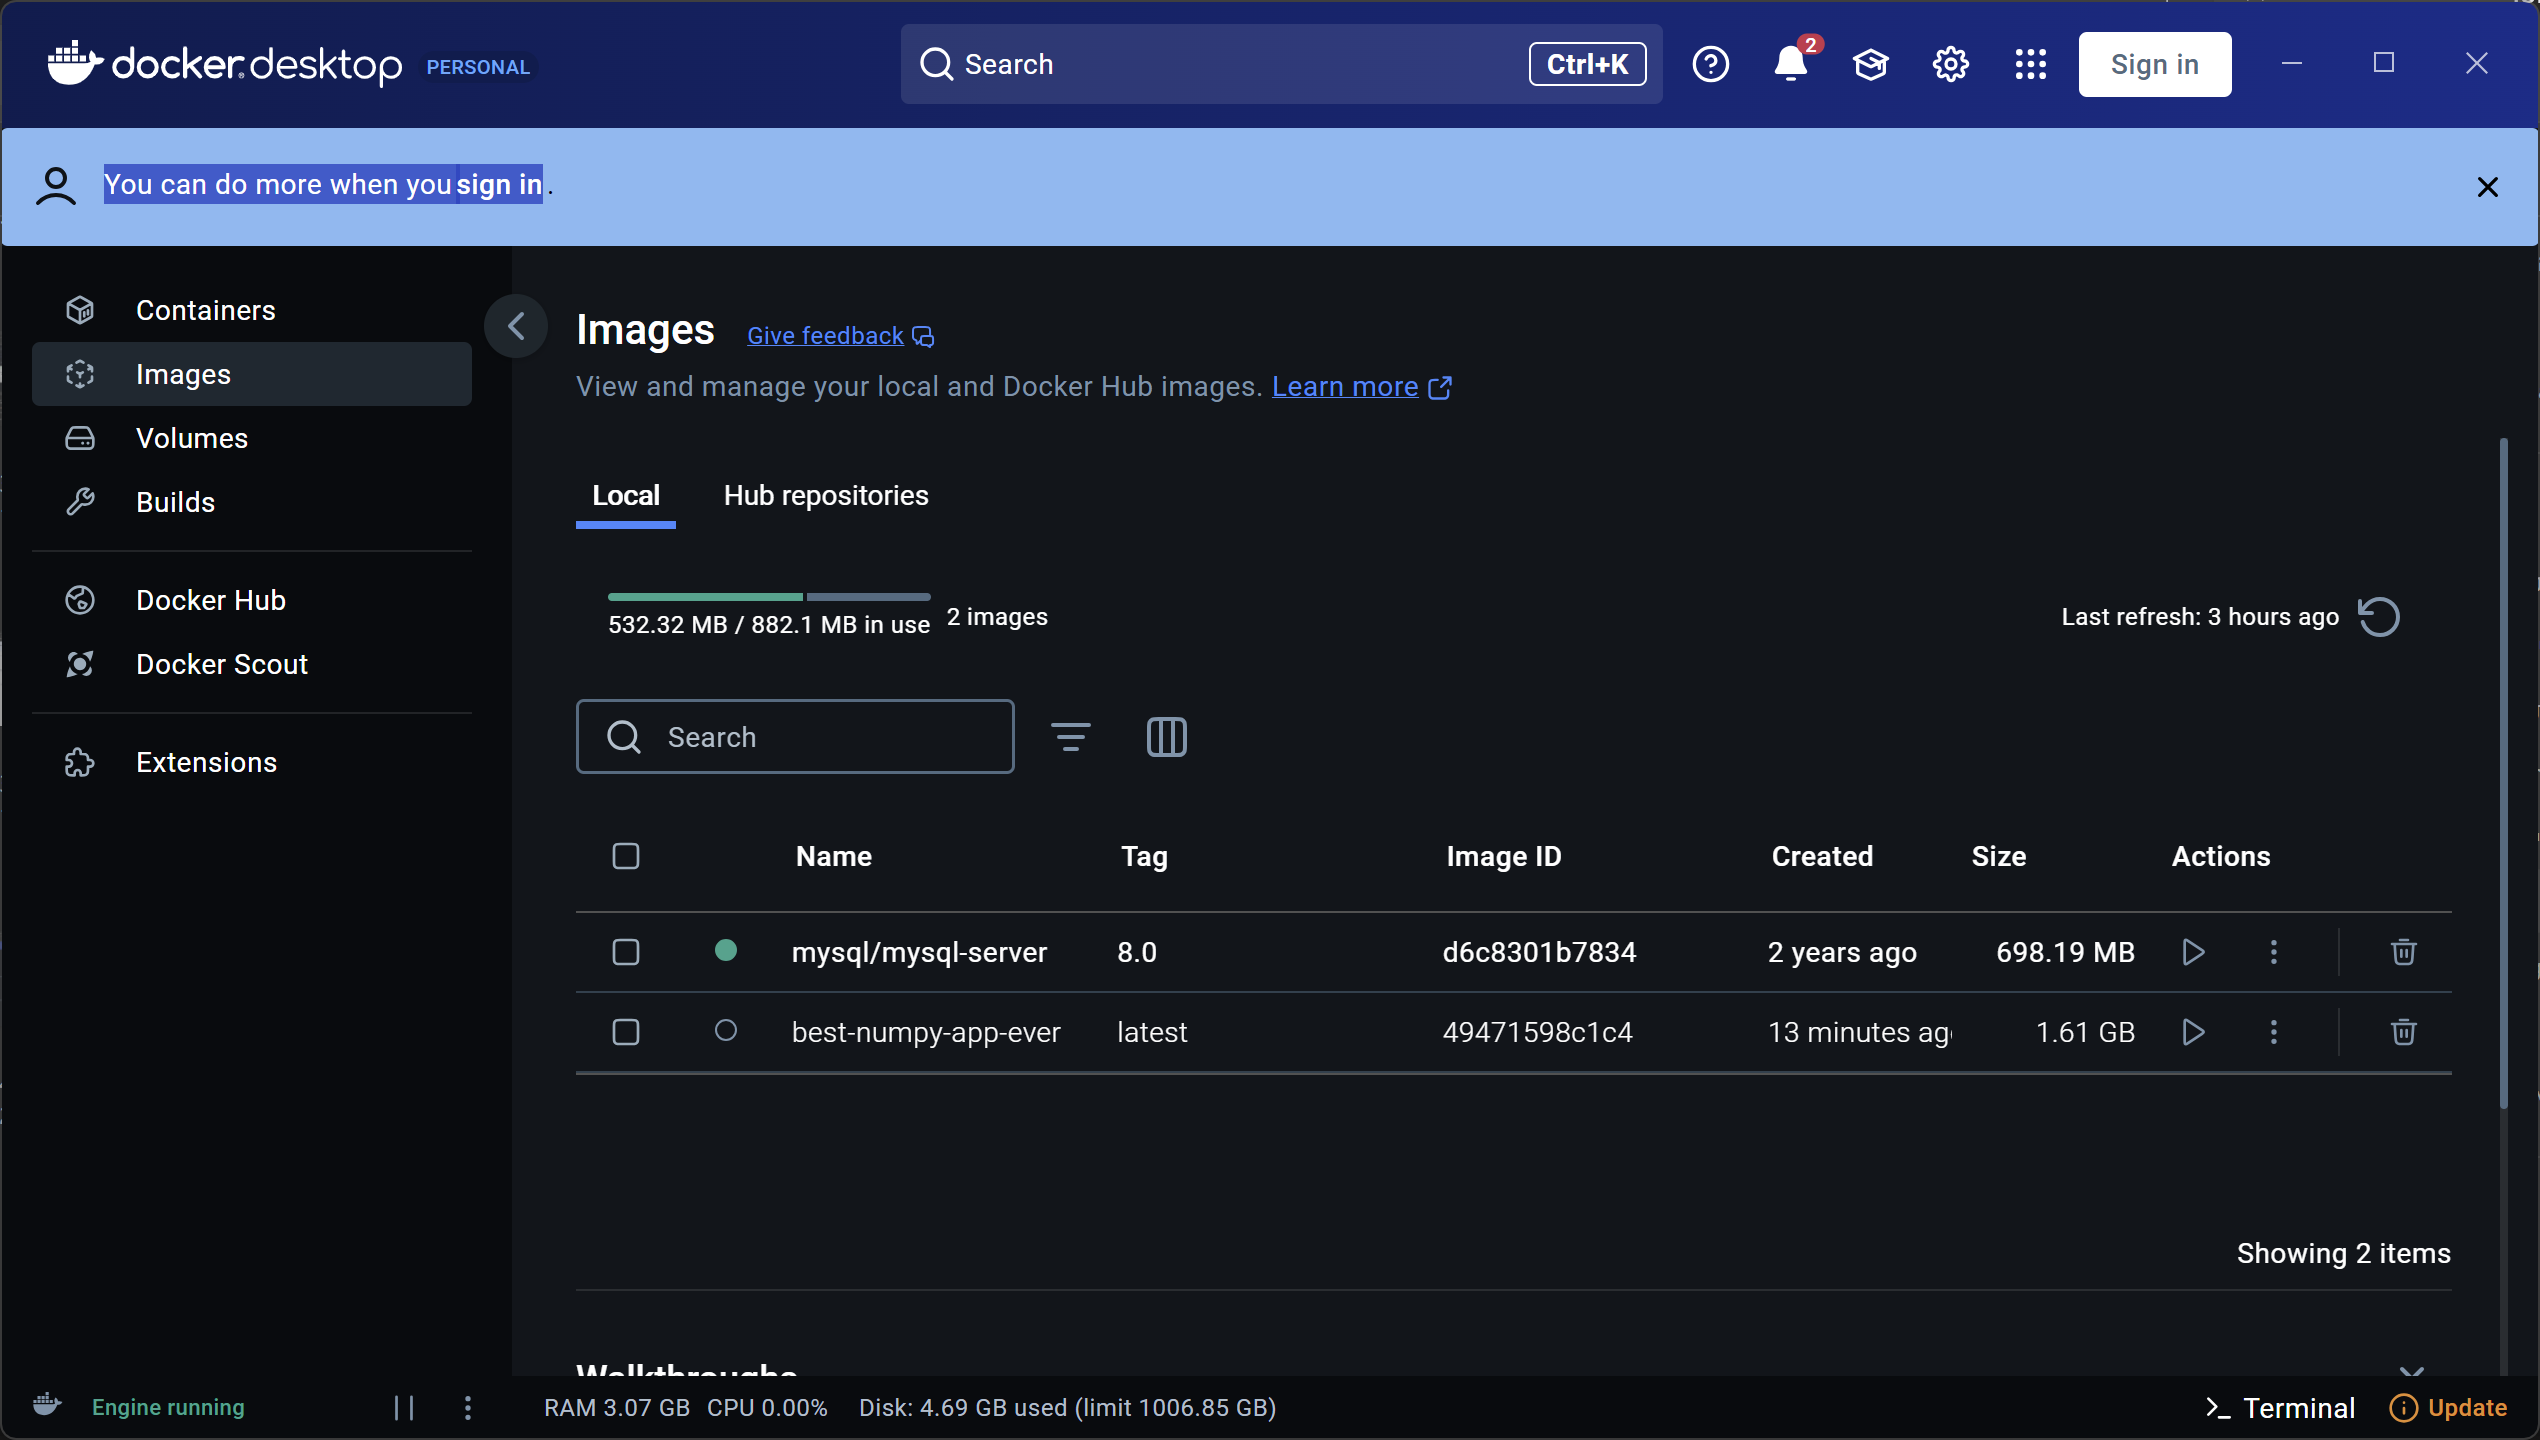 docker desktop PERSONAL
Search Ctrl+K
2
Sign in
You can do more when you sign in.
Containers
Images
Volumes
Builds
Docker Hub
Docker Scout
Extensions
Images Give feedback
View and manage your local and Docker Hub images. Learn more
Local Hub repositories
532.32 MB / 882.1 MB in use 2 images
Last refresh: 3 hours ago
Search
Name Tag Image ID Created Size Actions
mysql/mysql-server 8.0 d6c8301b7834 2 years ago 698.19 MB
best-numpy-app-ever latest 49471598c1c4 13 minutes ago 1.61 GB
Showing 2 items
Walkthroughs
Engine running
RAM 3.07 GB CPU 0.00% Disk: 4.69 GB used (limit 1006.85 GB)
Terminal
Update